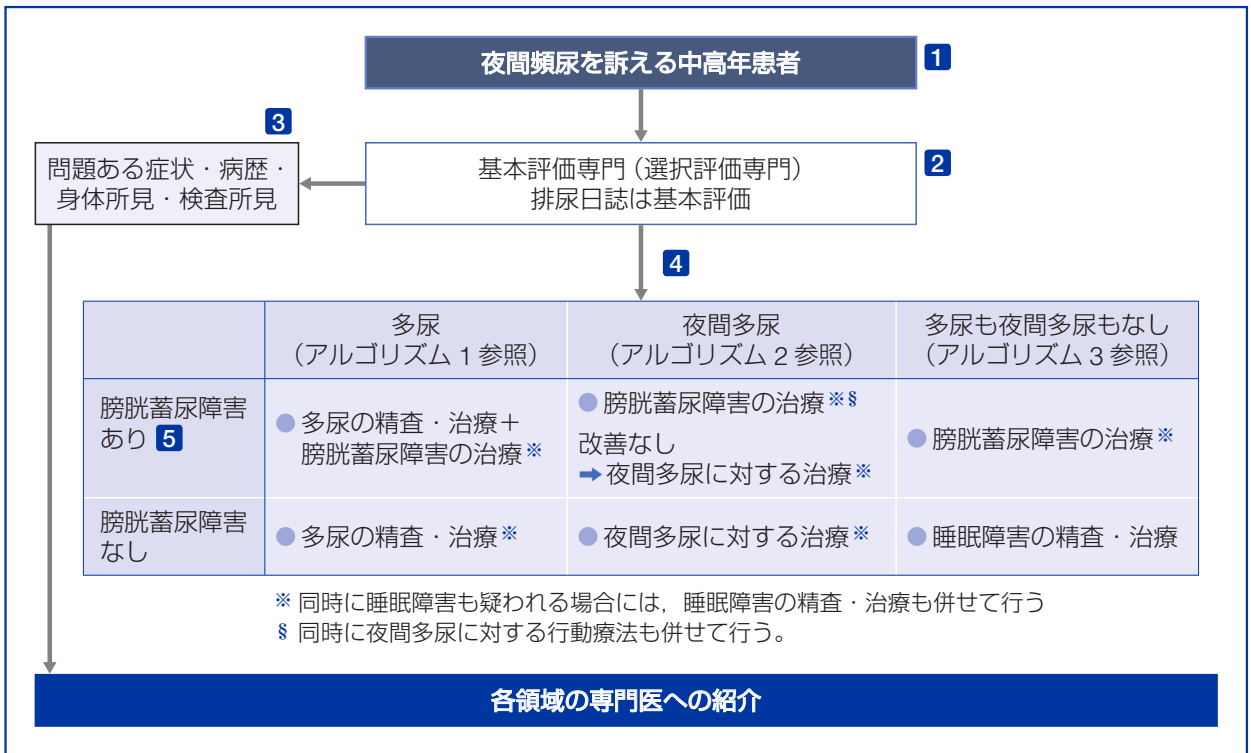 夜間頻尿を訴える中高年患者 1
3
問題ある症状・病歴・
身体所見・検査所見
基本評価専門（選択評価専門） 2
排尿日誌は基本評価
4
多尿
（アルゴリズム 1 参照）
夜間多尿
（アルゴリズム 2 参照）
多尿も夜間多尿もなし
（アルゴリズム 3 参照）
膀胱蓄尿障害
あり 5
● 多尿の精査・治療＋
膀胱蓄尿障害の治療※
● 膀胱蓄尿障害の治療※§
改善なし
➡夜間多尿に対する治療※
● 膀胱蓄尿障害の治療※
膀胱蓄尿障害
なし
● 多尿の精査・治療※
● 夜間多尿に対する治療※
● 睡眠障害の精査・治療
※ 同時に睡眠障害も疑われる場合には，睡眠障害の精査・治療も併せて行う
§ 同時に夜間多尿に対する行動療法も併せて行う。
各領域の専門医への紹介